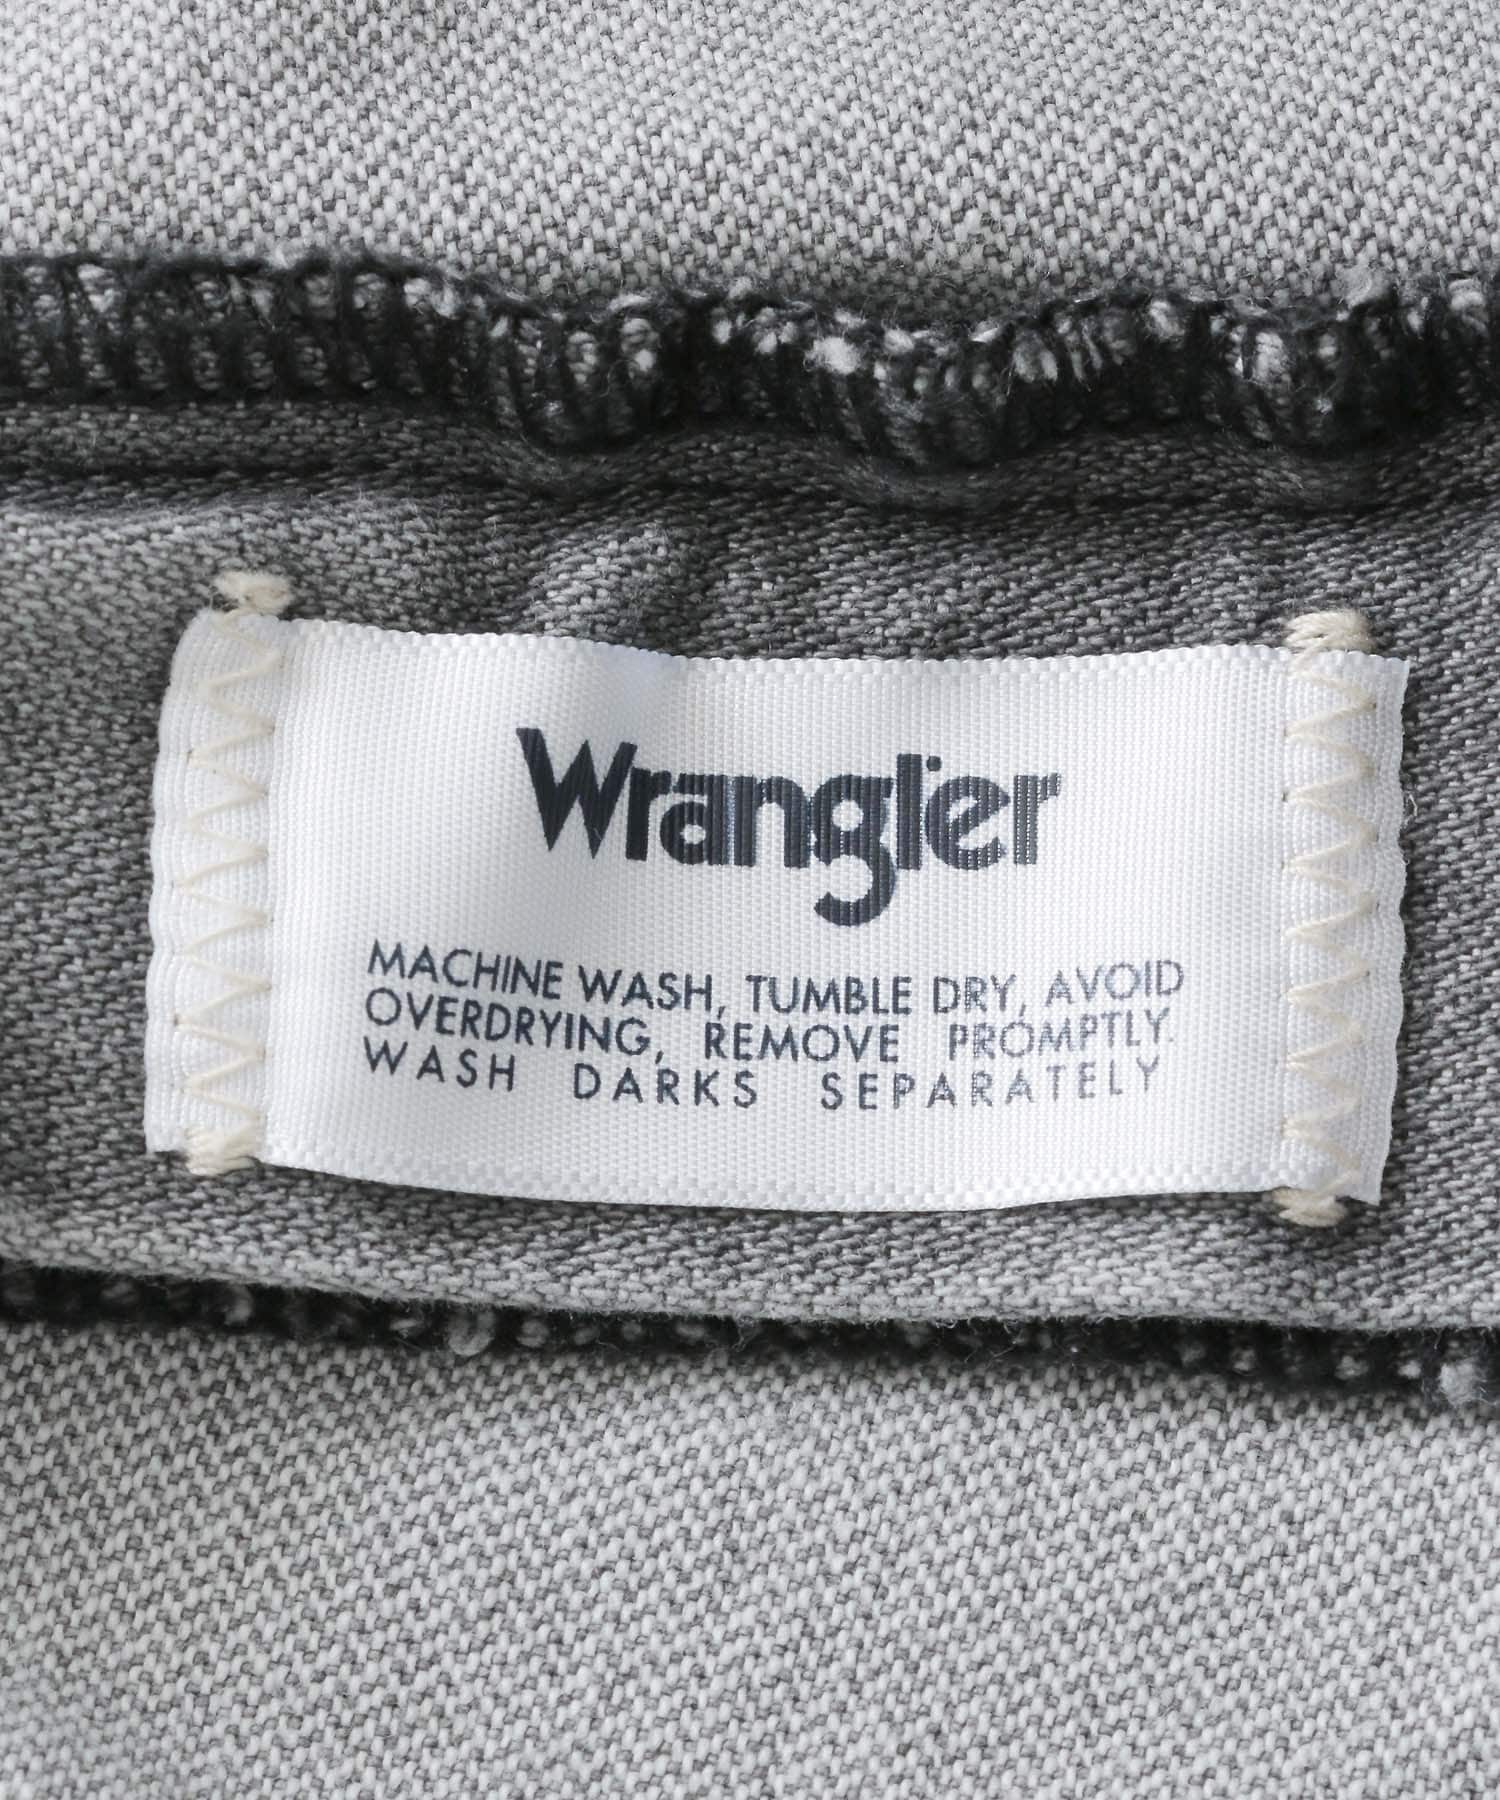 Wrangler
MACHINE WASH, TUMBLE DRY, AVOID
OVERDRYING, REMOVE PROMPTLY.
WASH DARKS SEPARATELY